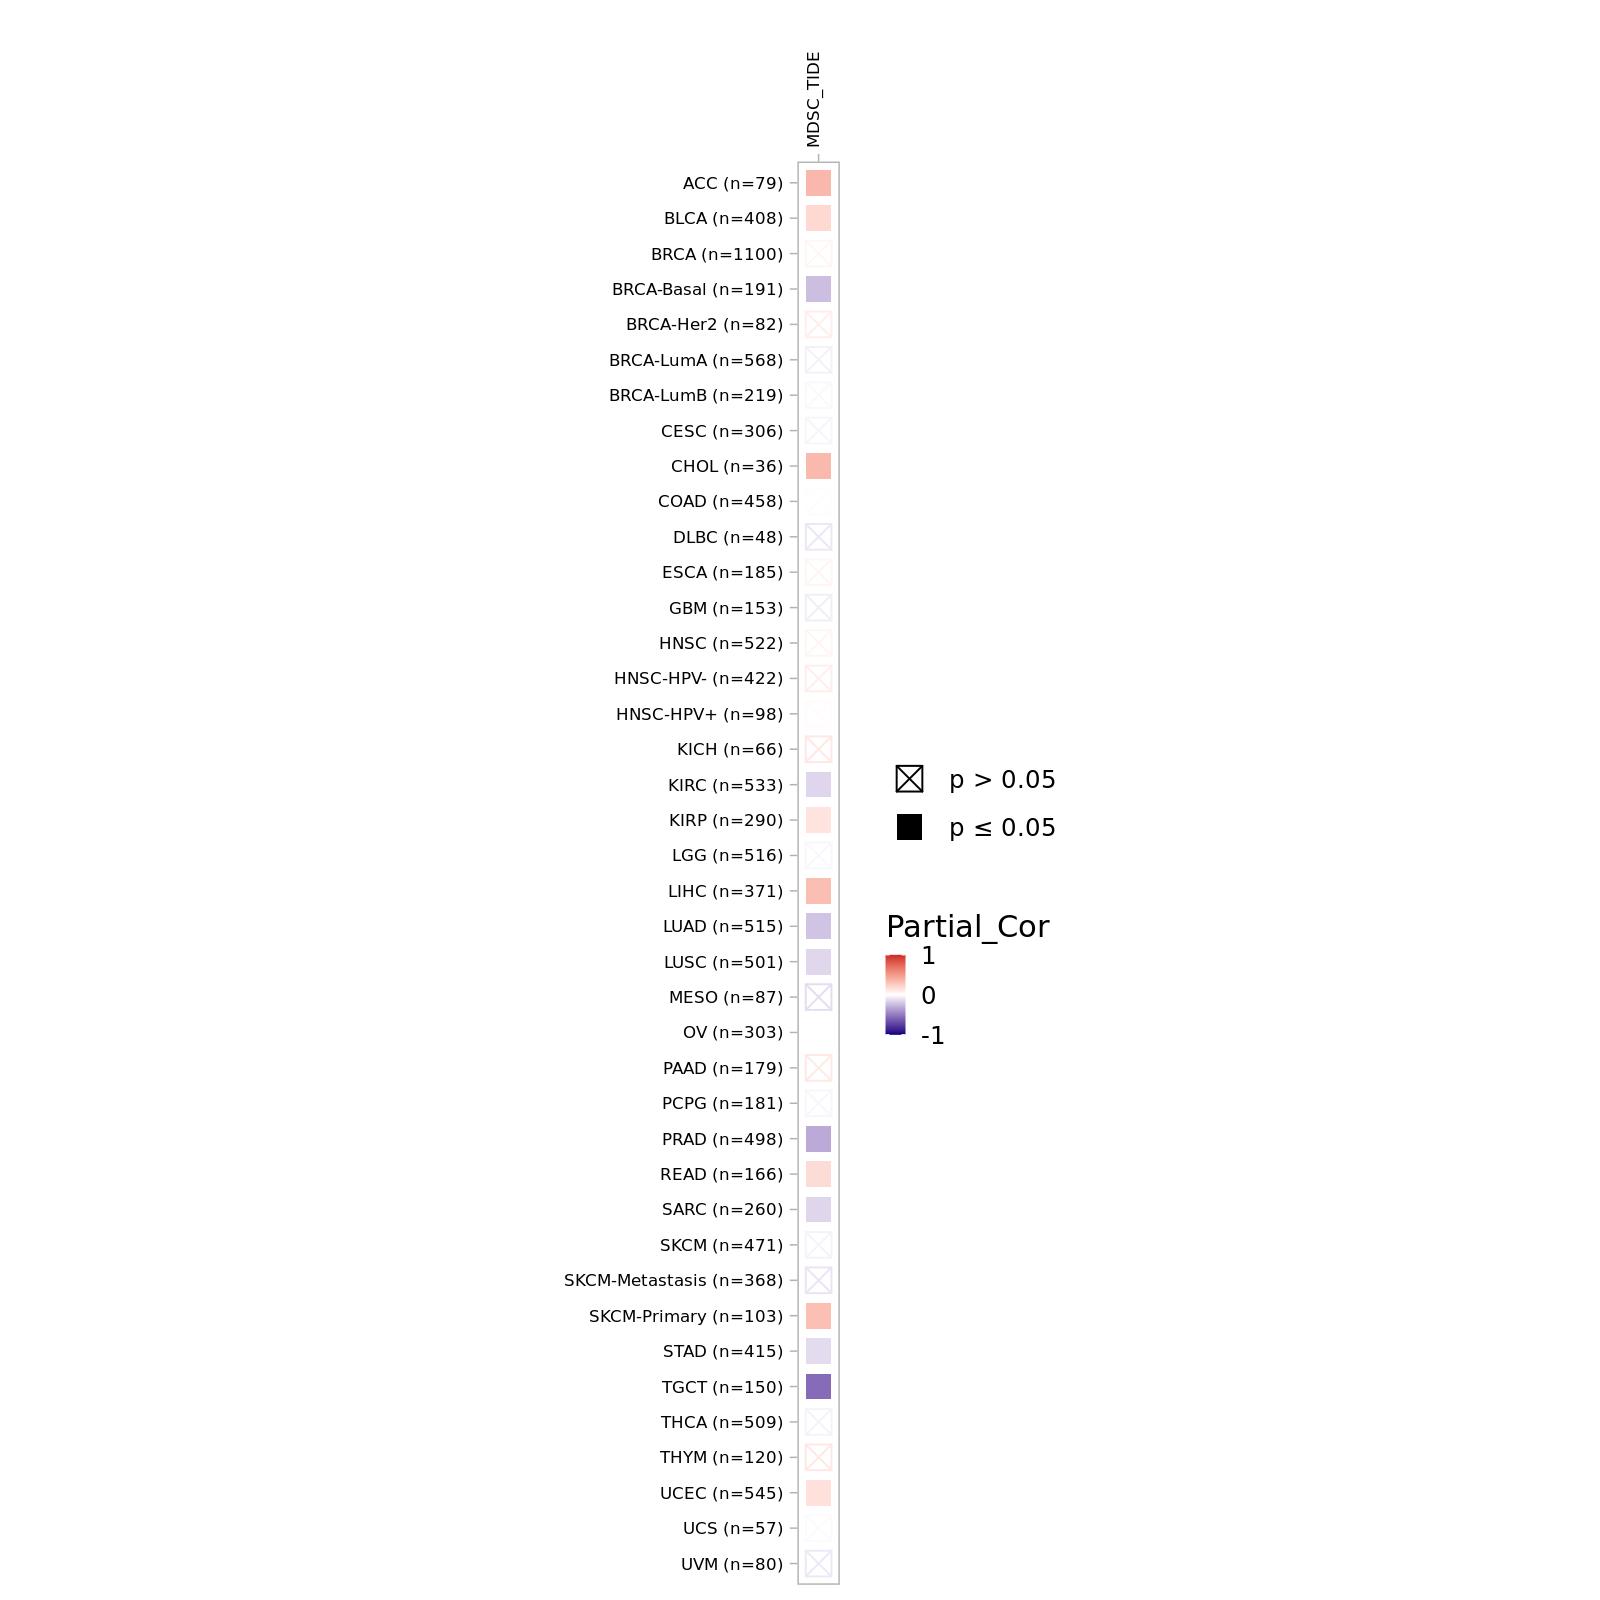 MDSC_TIDE
ACC (n=79)
BLCA (n=408)
BRCA (n=1100)
BRCA-Basal (n=191)
BRCA-Her2 (n=82)
BRCA-LumA (n=568)
BRCA-LumB (n=219)
CESC (n=306)
CHOL (n=36)
COAD (n=458)
DLBC (n=48)
ESCA (n=185)
GBM (n=153)
HNSC (n=522)
HNSC-HPV- (n=422)
HNSC-HPV+ (n=98)
KICH (n=66)
KIRC (n=533)
KIRP (n=290)
LGG (n=516)
LIHC (n=371)
LUAD (n=515)
LUSC (n=501)
MESO (n=87)
OV (n=303)
PAAD (n=179)
PCPG (n=181)
PRAD (n=498)
READ (n=166)
SARC (n=260)
SKCM (n=471)
SKCM-Metastasis (n=368)
SKCM-Primary (n=103)
STAD (n=415)
TGCT (n=150)
THCA (n=509)
THYM (n=120)
UCEC (n=545)
UCS (n=57)
UVM (n=80)
p > 0.05
p ≤ 0.05
Partial_Cor
1
0
-1